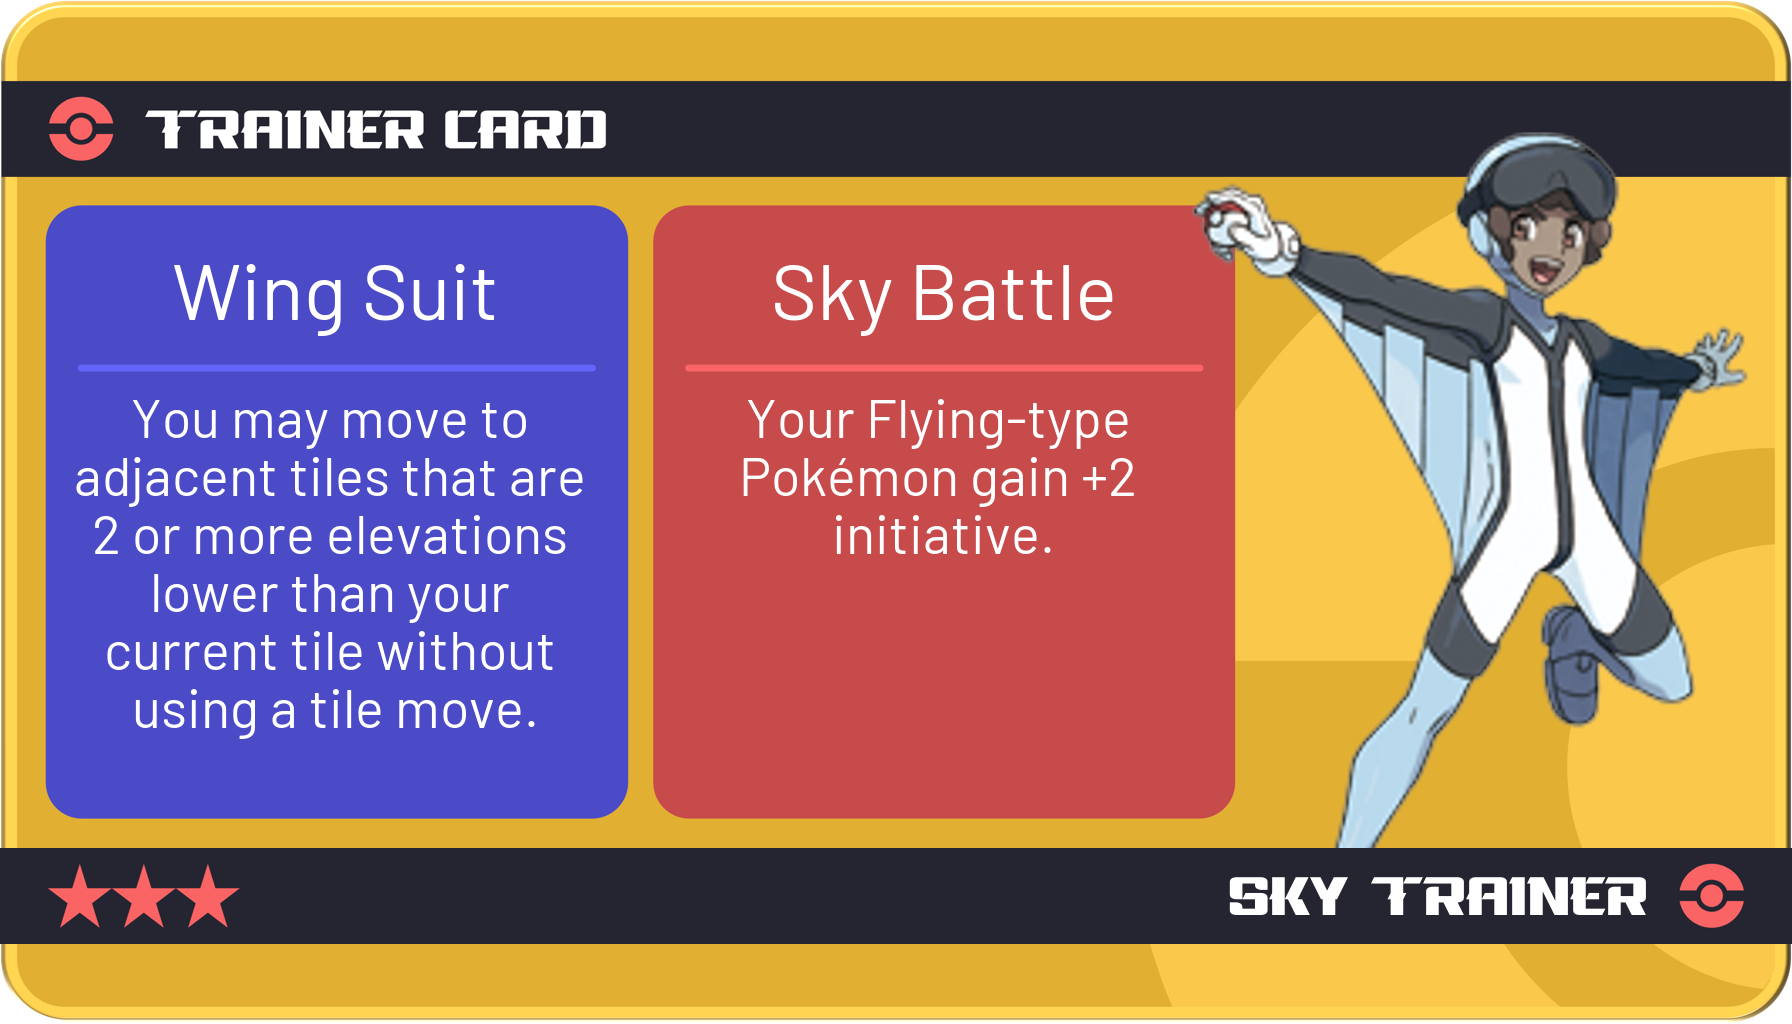 TRAINER CARD
Wing Suit
You may move to
adjacent tiles that are
2 or more elevations
lower than your
current tile without
using a tile move.
Sky Battle
Your Flying-type
Pokémon gain +2
initiative.
SKY TRAINER